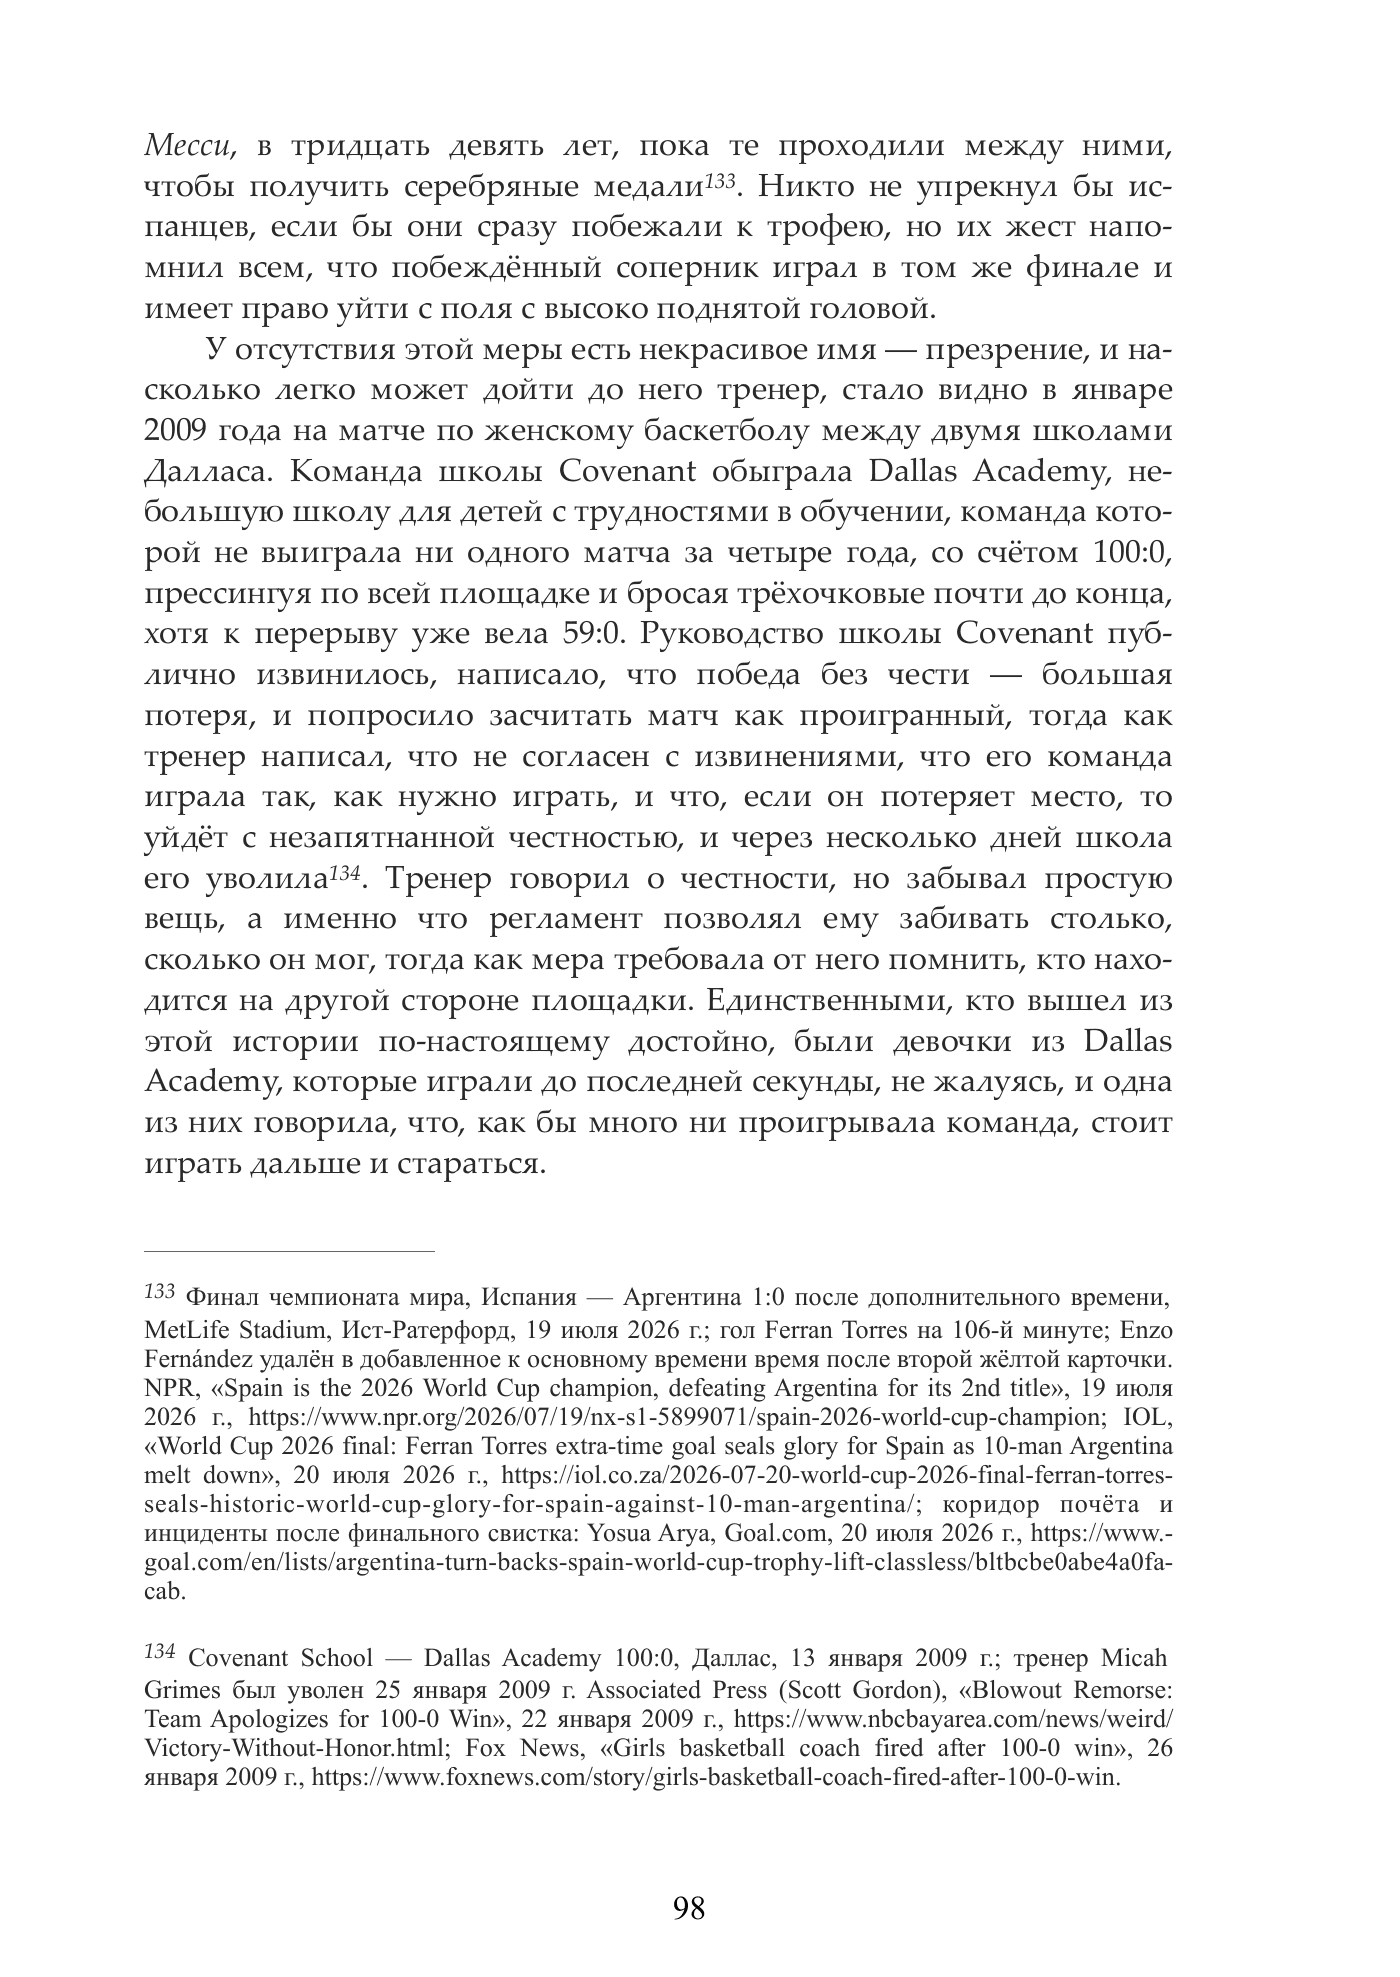 Месси, в тридцать девять лет, пока те проходили между ними,
чтобы получить серебряные медали133. Никто не упрекнул бы ис-
панцев, если бы они сразу побежали к трофею, но их жест напо-
мнил всем, что побеждённый соперник играл в том же финале и
имеет право уйти с поля с высоко поднятой головой.
У отсутствия этой меры есть некрасивое имя — презрение, и на-
сколько легко может дойти до него тренер, стало видно в январе
2009 года на матче по женскому баскетболу между двумя школами
Далласа. Команда школы Covenant обыграла Dallas Academy, не-
большую школу для детей с трудностями в обучении, команда кото-
рой не выиграла ни одного матча за четыре года, со счётом 100:0,
прессингуя по всей площадке и бросая трёхочковые почти до конца,
хотя к перерыву уже вела 59:0. Руководство школы Covenant пуб-
лично извинилось, написало, что победа без чести — большая
потеря, и попросило засчитать матч как проигранный, тогда как
тренер написал, что не согласен с извинениями, что его команда
играла так, как нужно играть, и что, если он потеряет место, то
уйдёт с незапятнанной честностью, и через несколько дней школа
его уволила134. Тренер говорил о честности, но забывал простую
вещь, а именно что регламент позволял ему забивать столько,
сколько он мог, тогда как мера требовала от него помнить, кто нахо-
дится на другой стороне площадки. Единственными, кто вышел из
этой истории по-настоящему достойно, были девочки из Dallas
Academy, которые играли до последней секунды, не жалуясь, и одна
из них говорила, что, как бы много ни проигрывала команда, стоит
играть дальше и стараться.
133 Финал чемпионата мира, Испания — Аргентина 1:0 после дополнительного времени,
MetLife Stadium, Ист-Ратерфорд, 19 июля 2026 г.; гол Ferran Torres на 106-й минуте; Enzo
Fernández удалён в добавленное к основному времени время после второй жёлтой карточки.
NPR, «Spain is the 2026 World Cup champion, defeating Argentina for its 2nd title», 19 июля
2026 г., https://www.npr.org/2026/07/19/nx-s1-5899071/spain-2026-world-cup-champion; IOL,
«World Cup 2026 final: Ferran Torres extra-time goal seals glory for Spain as 10-man Argentina
melt down», 20 июля 2026 г., https://iol.co.za/2026-07-20-world-cup-2026-final-ferran-torres-
seals-historic-world-cup-glory-for-spain-against-10-man-argentina/; коридор почёта и
инциденты после финального свистка: Yosua Arya, Goal.com, 20 июля 2026 г., https://www.-
goal.com/en/lists/argentina-turn-backs-spain-world-cup-trophy-lift-classless/bltbcbe0abe4a0fa-
cab.
134 Covenant School — Dallas Academy 100:0, Даллас, 13 января 2009 г.; тренер Micah
Grimes был уволен 25 января 2009 г. Associated Press (Scott Gordon), «Blowout Remorse:
Team Apologizes for 100-0 Win», 22 января 2009 г., https://www.nbcbayarea.com/news/weird/
Victory-Without-Honor.html; Fox News, «Girls basketball coach fired after 100-0 win», 26
января 2009 г., https://www.foxnews.com/story/girls-basketball-coach-fired-after-100-0-win.
98